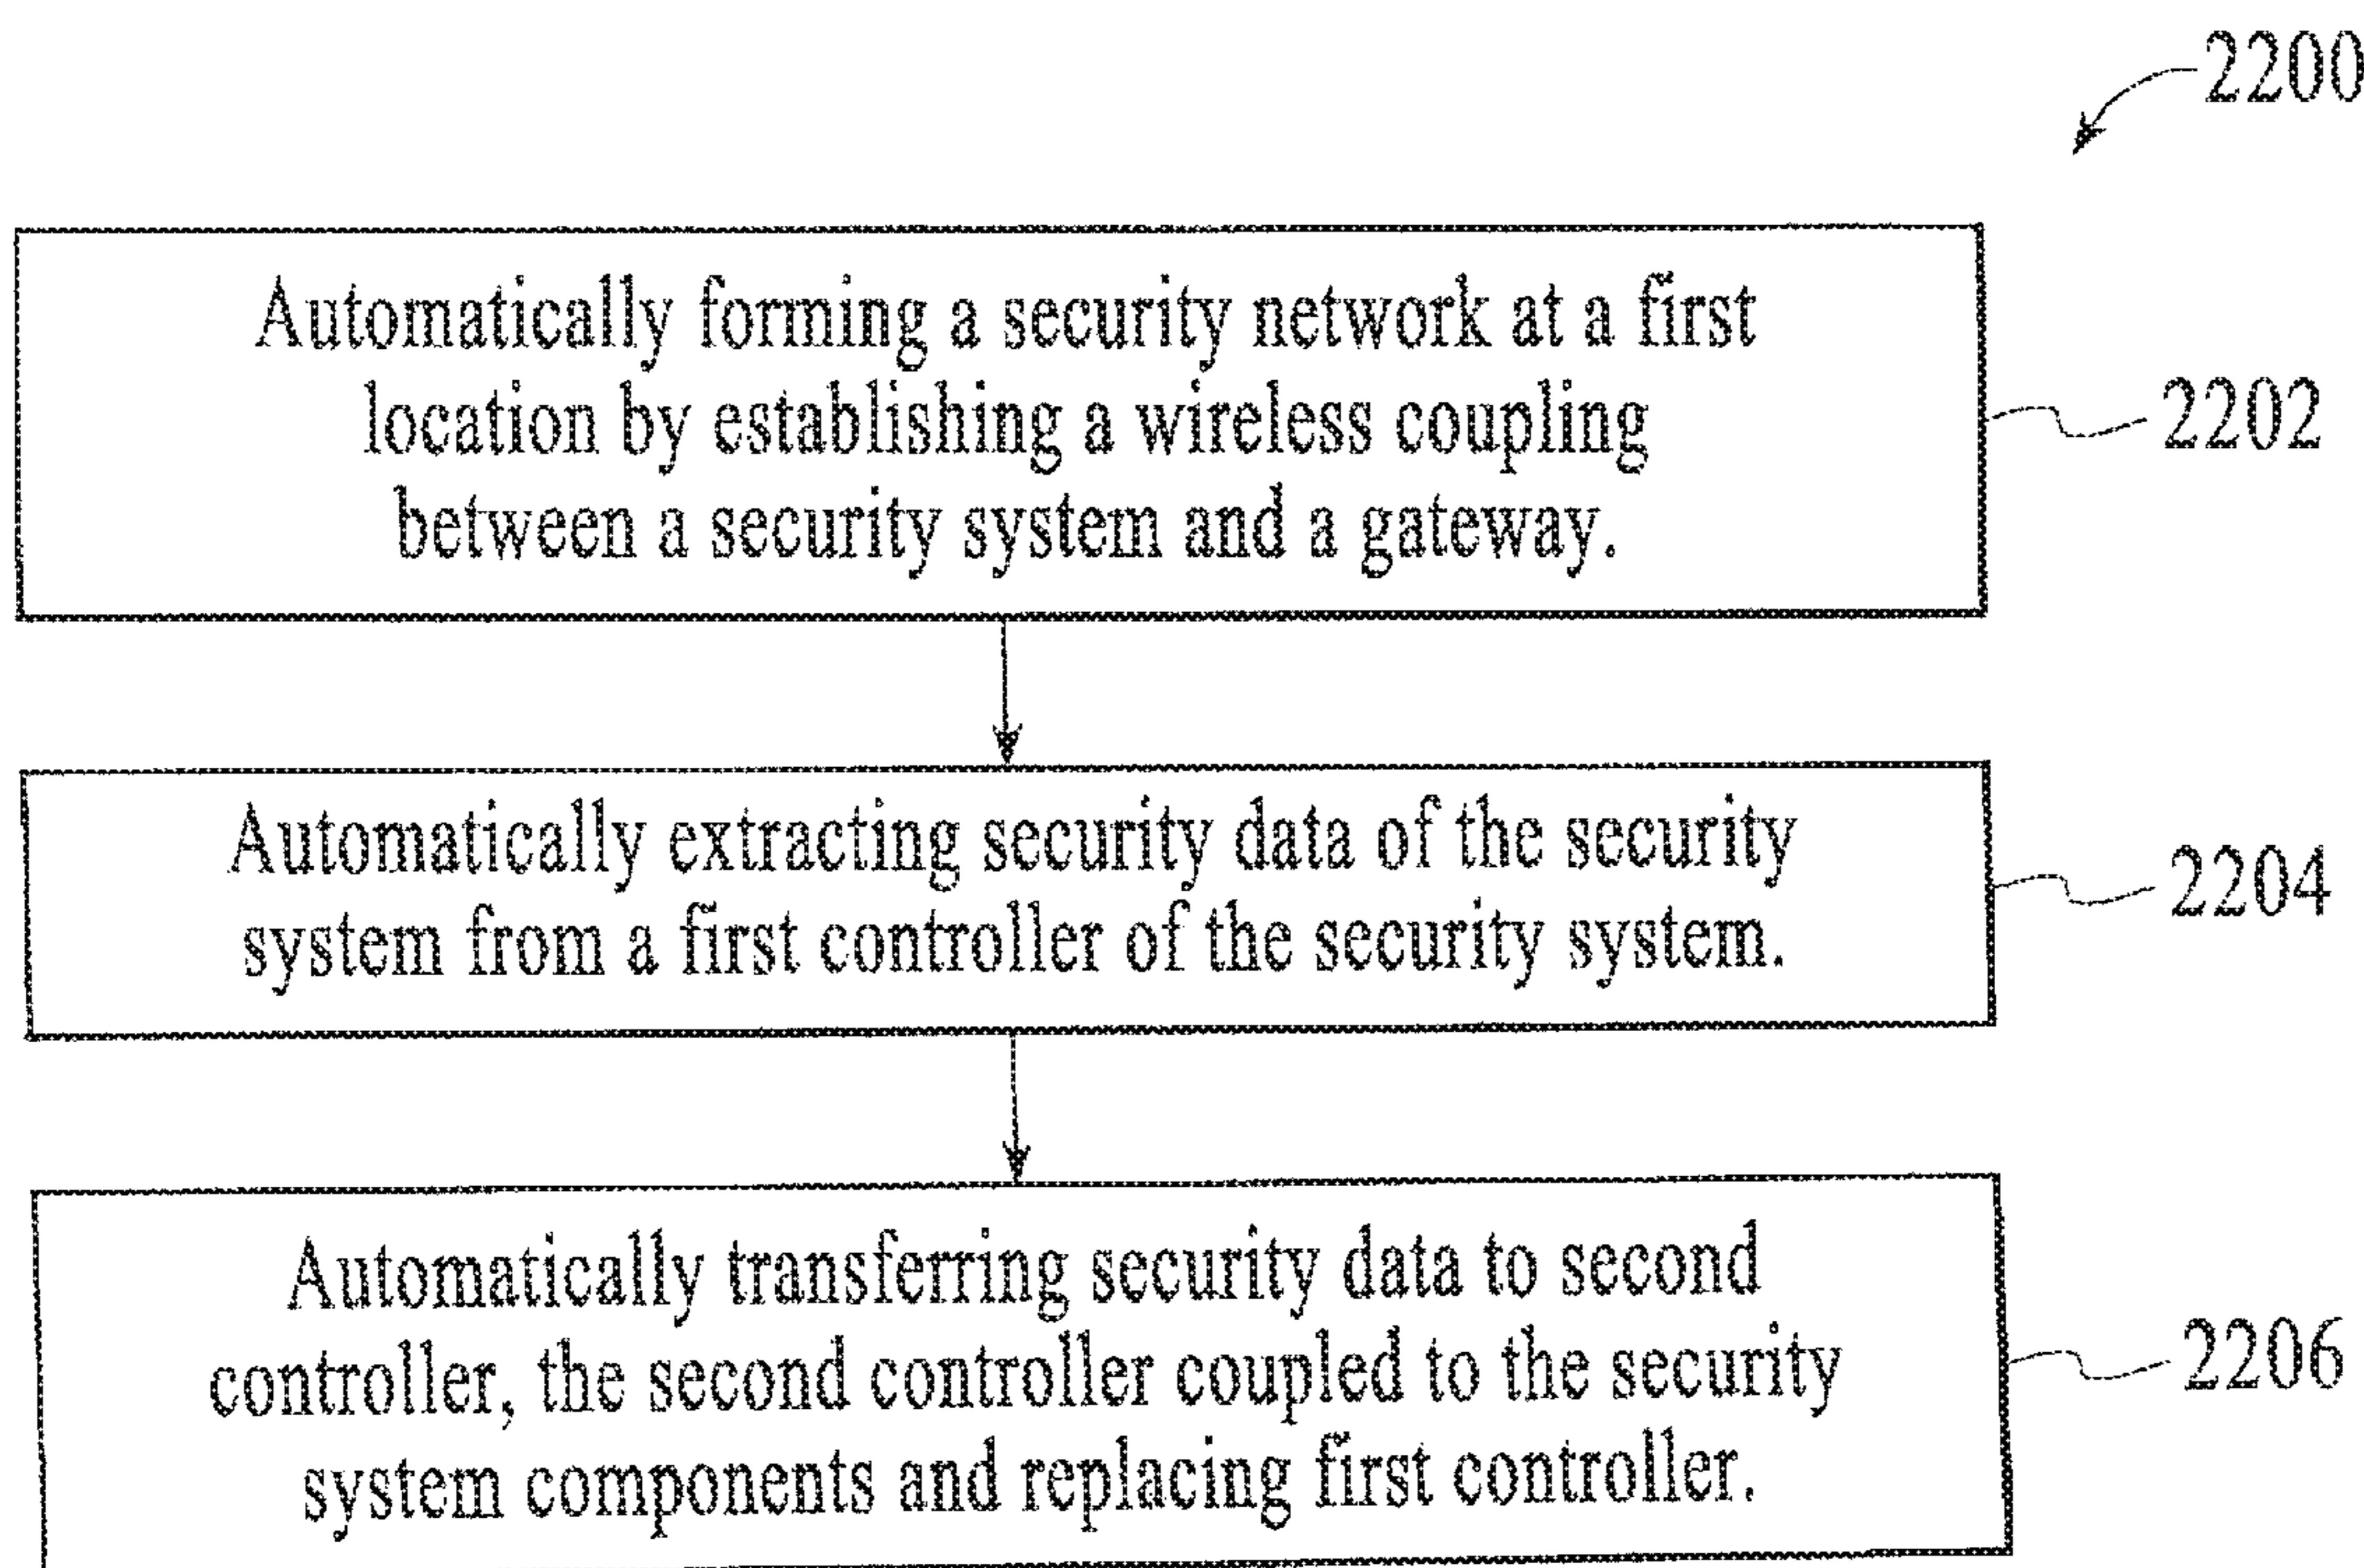 2200
Automatically forming a security network at a first
location by establishing a wireless coupling
between a security system and a gateway.
2202
Automatically extracting security data of the security
system from a first controller of the security system.
2204
Automatically transferring security data to second
controller, the second controller coupled to the security
system components and replacing first controller.
2206